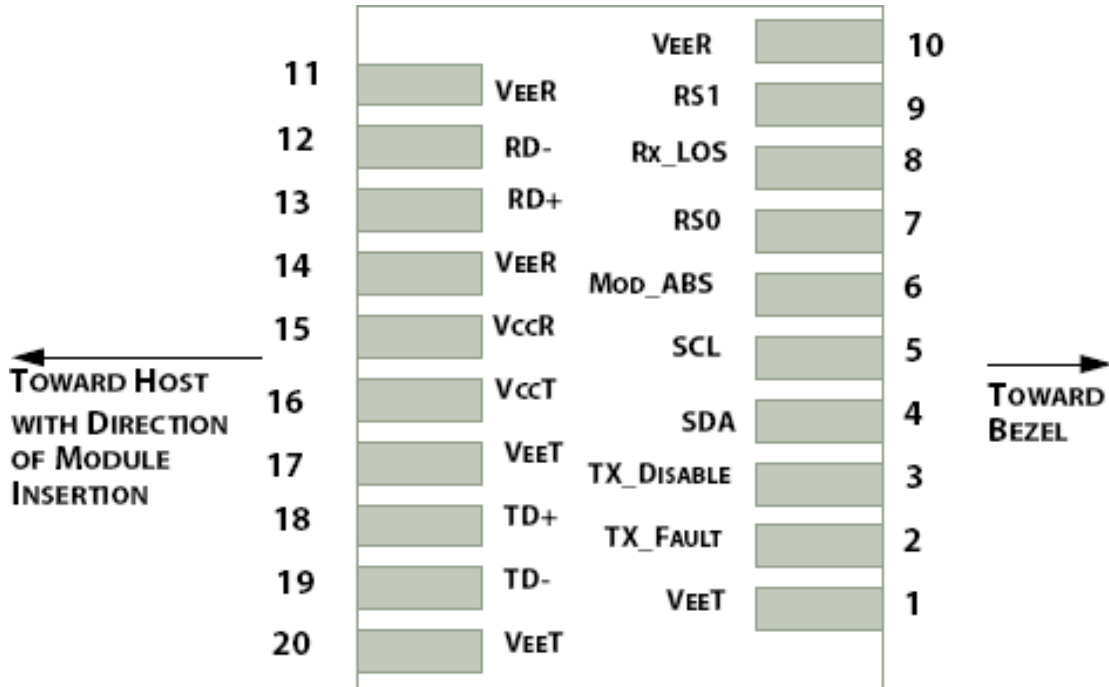 VEER 10
11 VEER
RS1 9
12 RD-
Rx_LOS 8
13 RD+
RS0 7
14 VEER
MOD_ABS 6
15 VCCR
SCL 5
16 VCCT
SDA 4
17 VEET
TX_DISABLE 3
18 TD+
TX_FAULT 2
19 TD-
VEET 1
20 VEET
TOWARD HOST
WITH DIRECTION
OF MODULE
INSERTION
TOWARD
BEZEL